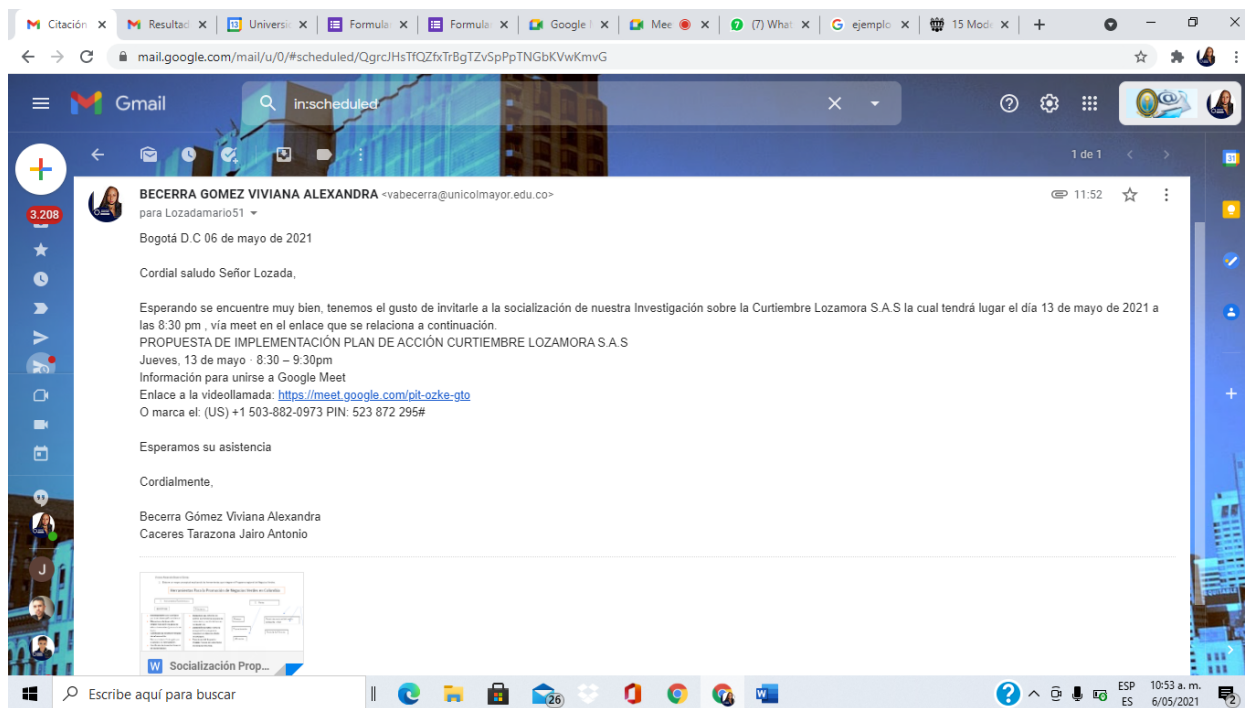 Citación
Resultad
Universid
Formular
Formular
Google
Mee
(7) What
ejemplo
15 Mode
mail.google.com/mail/u/0/#scheduled/QgrcJHsTfQZfxTrBgTZvSpPpTNGbKVwKmvG
Gmail
in:scheduled
1 de 1
3.208
BECERRA GOMEZ VIVIANA ALEXANDRA <vabecerra@unicolmayor.edu.co>
11:52
para Lozadamario51
Bogotá D.C 06 de mayo de 2021
Cordial saludo Señor Lozada,
Esperando se encuentre muy bien, tenemos el gusto de invitarle a la socialización de nuestra Investigación sobre la Curtiembre Lozamora S.A.S la cual tendrá lugar el día 13 de mayo de 2021 a
las 8:30 pm , vía meet en el enlace que se relaciona a continuación.
PROPUESTA DE IMPLEMENTACIÓN PLAN DE ACCIÓN CURTIEMBRE LOZAMORA S.A.S
Jueves, 13 de mayo · 8:30 – 9:30pm
Información para unirse a Google Meet
Enlace a la videollamada: https://meet.google.com/pit-ozke-gto
O marca el: (US) +1 503-882-0973 PIN: 523 872 295#
Esperamos su asistencia
Cordialmente,
Becerra Gómez Viviana Alexandra
Caceres Tarazona Jairo Antonio
J
W Socialización Prop...
Escribe aquí para buscar
26
ESP
ES
10:53 a. m.
6/05/2021
2